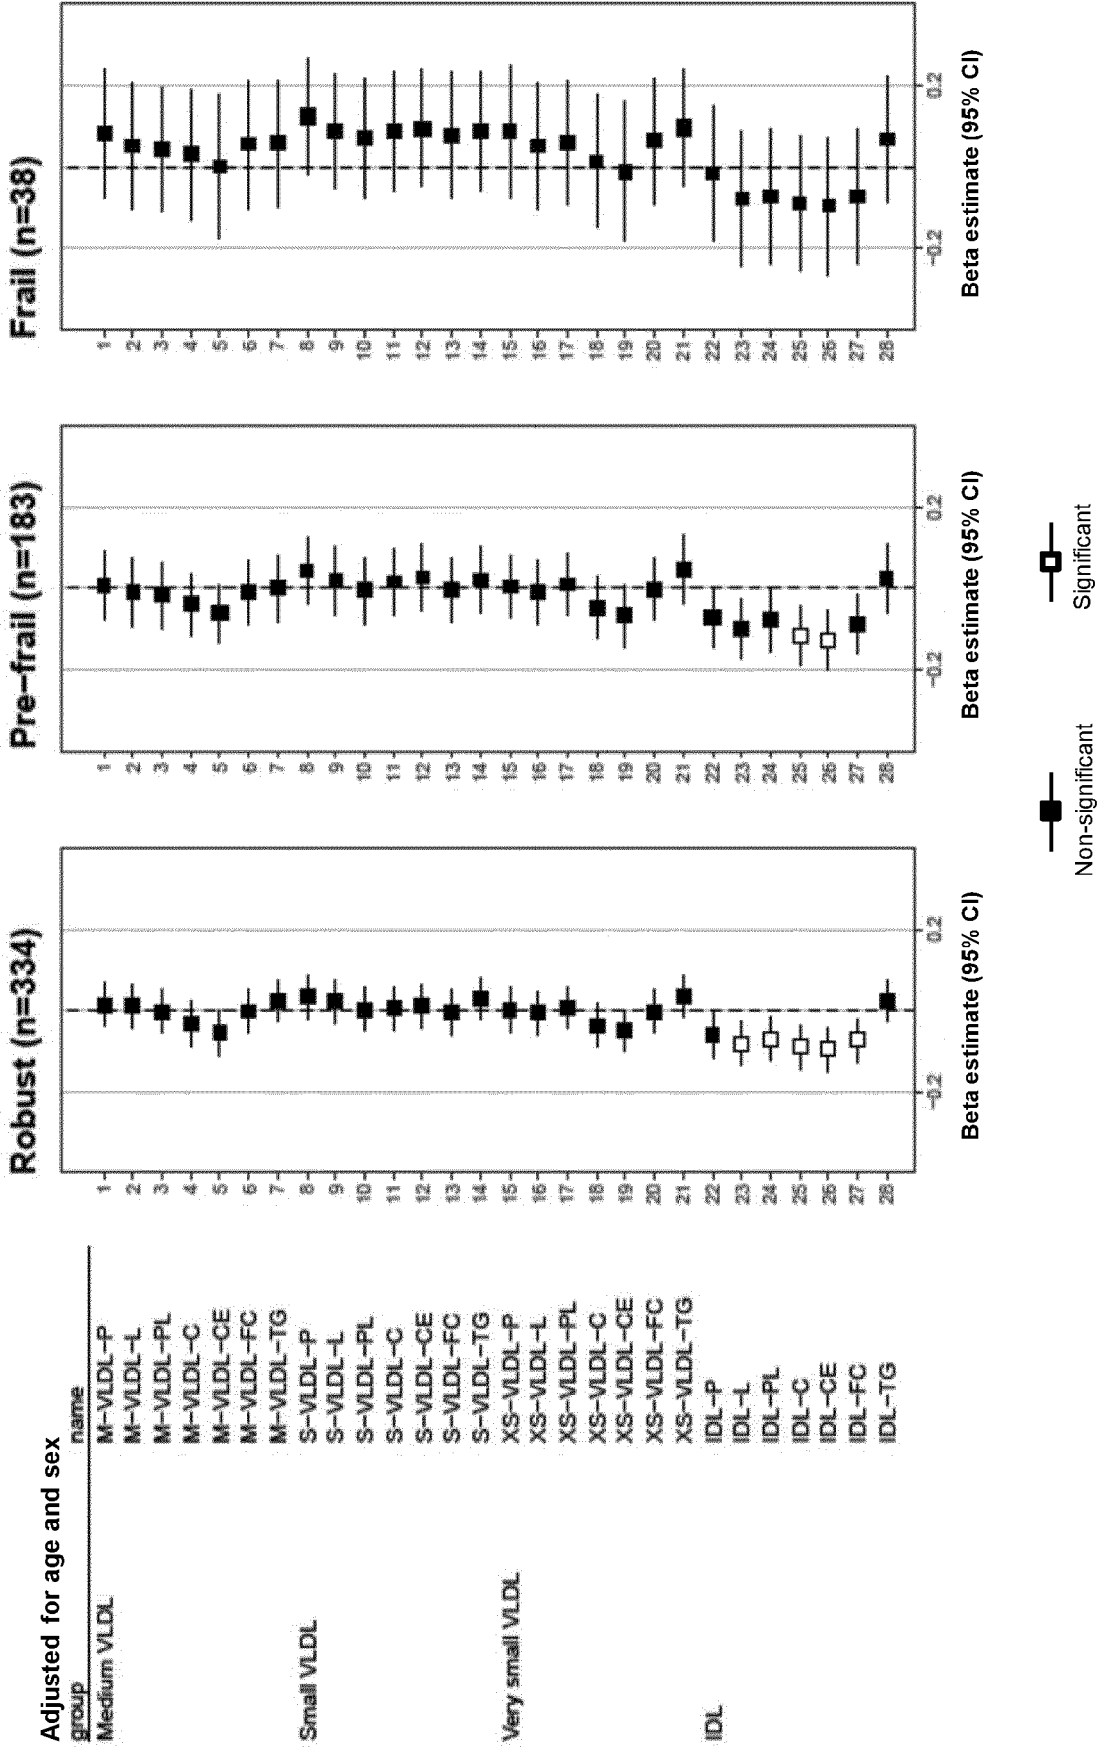 Adjusted for age and sex
group name
Medium VLDL M−VLDL−P
M−VLDL−L
M−VLDL−PL
M−VLDL−C
M−VLDL−CE
M−VLDL−FC
M−VLDL−TG
Small VLDL S−VLDL−P
S−VLDL−L
S−VLDL−PL
S−VLDL−C
S−VLDL−CE
S−VLDL−FC
S−VLDL−TG
Very small VLDL XS−VLDL−P
XS−VLDL−L
XS−VLDL−PL
XS−VLDL−C
XS−VLDL−CE
XS−VLDL−FC
XS−VLDL−TG
IDL IDL−P
IDL−L
IDL−PL
IDL−C
IDL−CE
IDL−FC
IDL−TG
Robust (n=334)
1
2
3
4
5
6
7
8
9
10
11
12
13
14
15
16
17
18
19
20
21
22
23
24
25
26
27
28
−0.2 0.2
Beta estimate (95% CI)
Pre−frail (n=183)
1
2
3
4
5
6
7
8
9
10
11
12
13
14
15
16
17
18
19
20
21
22
23
24
25
26
27
28
−0.2 0.2
Beta estimate (95% CI)
Frail (n=38)
1
2
3
4
5
6
7
8
9
10
11
12
13
14
15
16
17
18
19
20
21
22
23
24
25
26
27
28
−0.2 0.2
Beta estimate (95% CI)
Non-significant
Significant